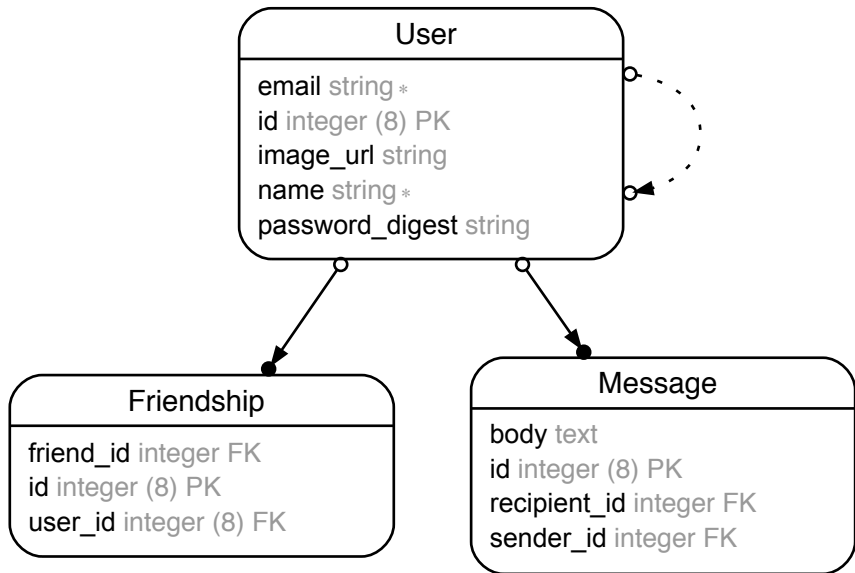 User
email string *
id integer (8) PK
image_url string
name string *
password_digest string
Friendship
friend_id integer FK
id integer (8) PK
user_id integer (8) FK
Message
body text
id integer (8) PK
recipient_id integer FK
sender_id integer FK